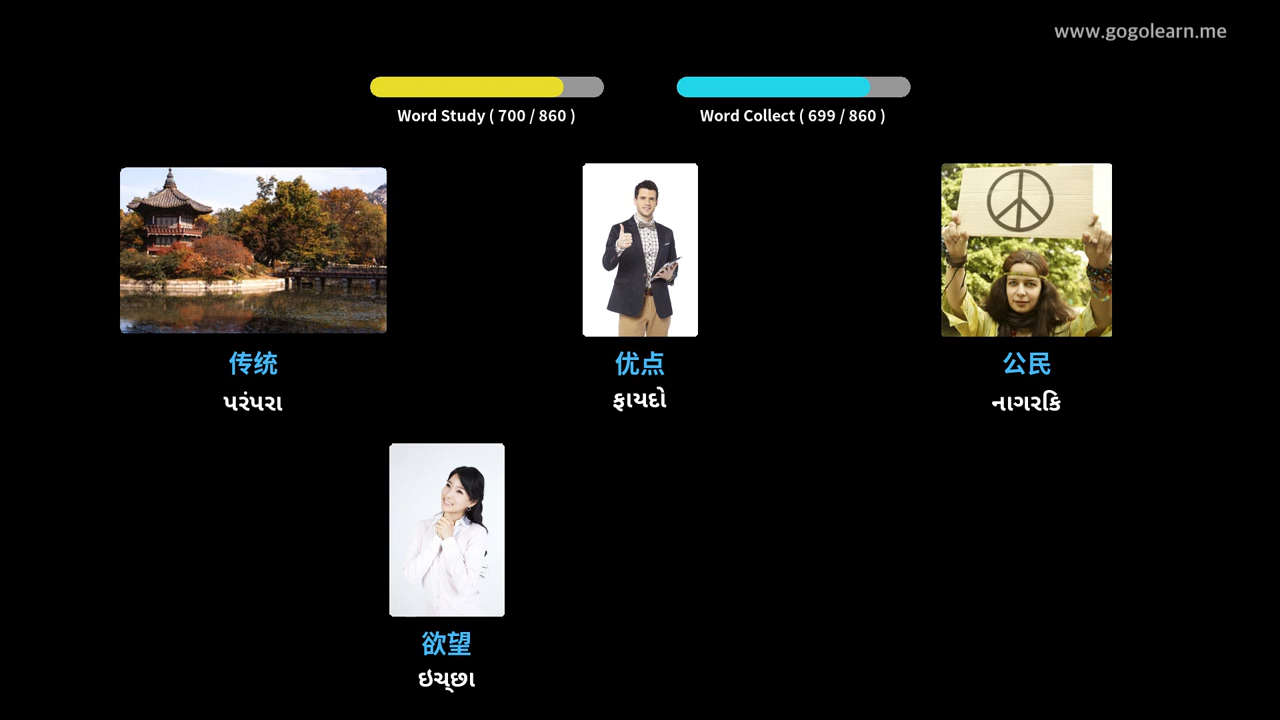 www.gogolearn.me
Word Study ( 700 / 860 )
Word Collect ( 699 / 860 )
传统
પરંપરા
优点
ફાયદો
公民
નાગરિક
欲望
ઇચ્છા